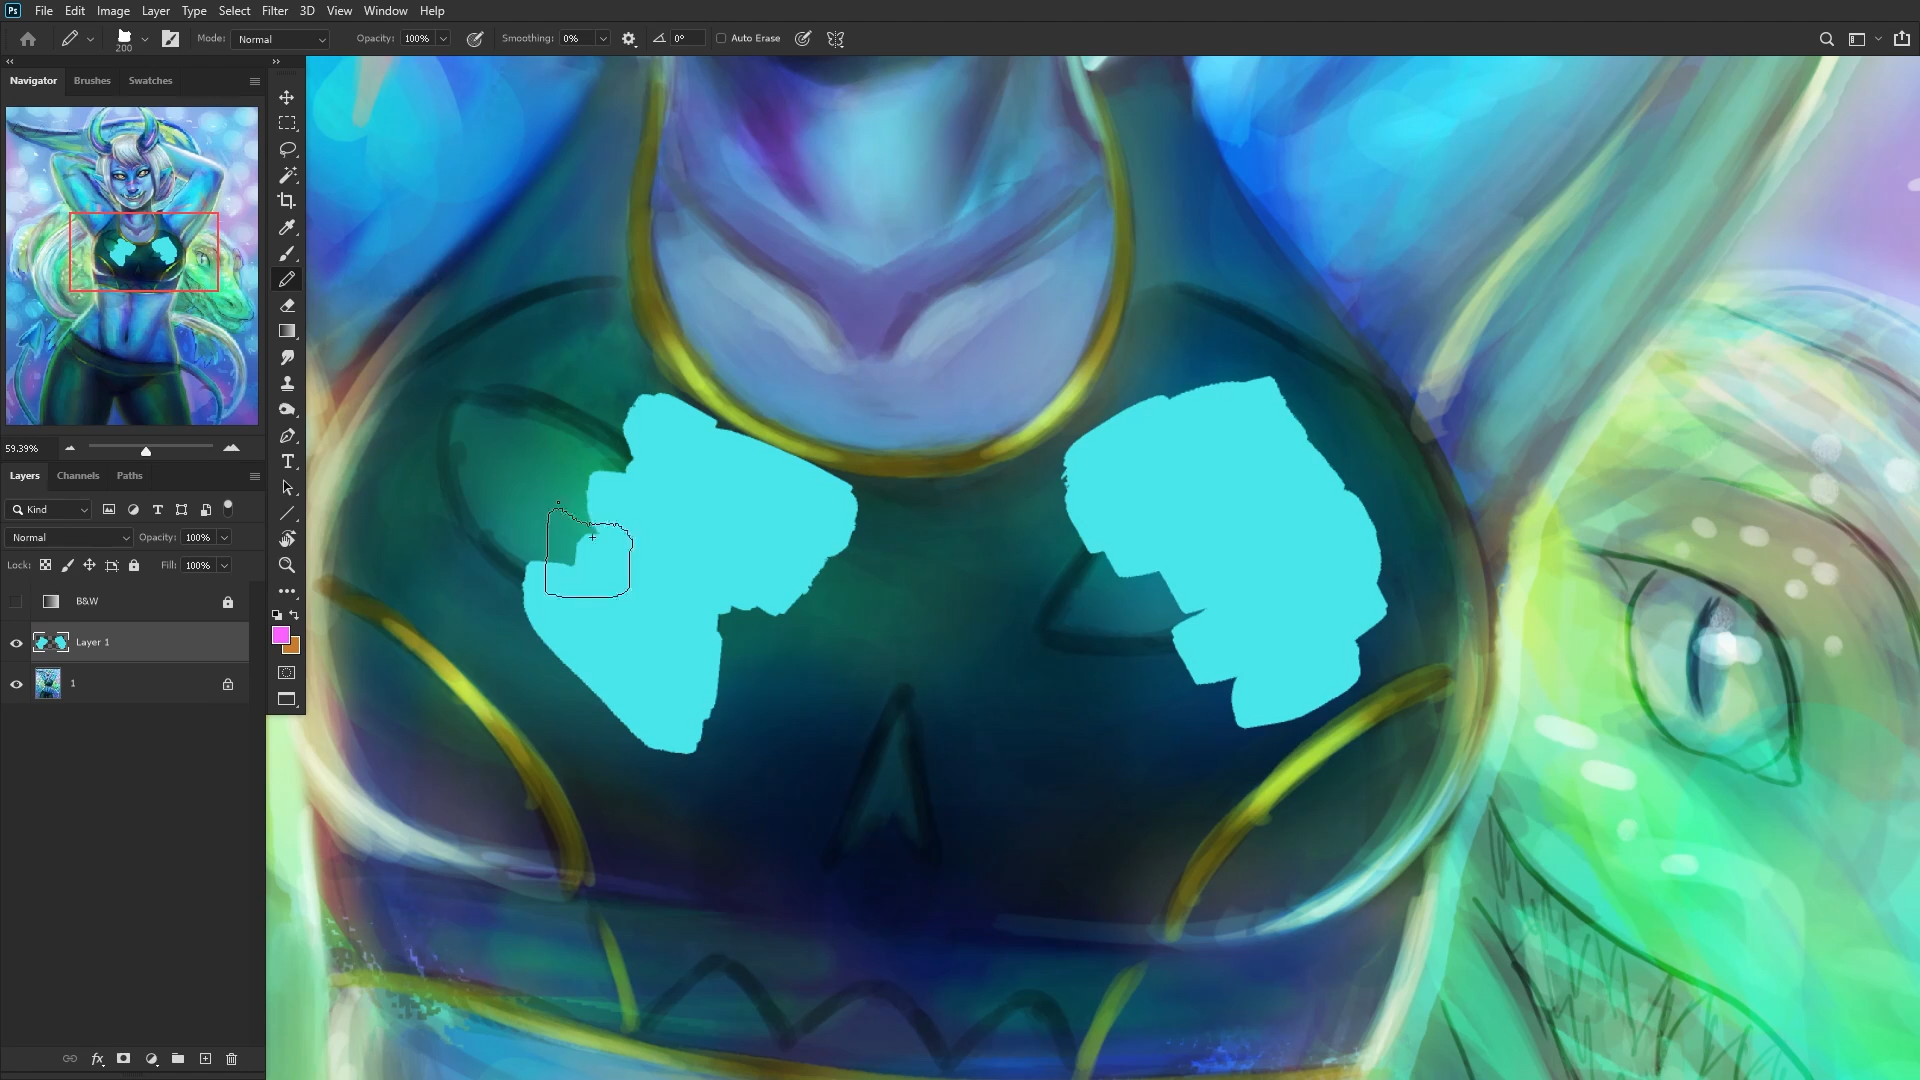 Ps File Edit Image Layer Type Select Filter 3D View Window Help
200 Mode: Normal Opacity: 100% Smoothing: 0% 0° Auto Erase
Navigator Brushes Swatches
59.39%
Layers Channels Paths
Kind
Normal Opacity: 100%
Lock: Fill: 100%
B&W
Layer 1
1
fx